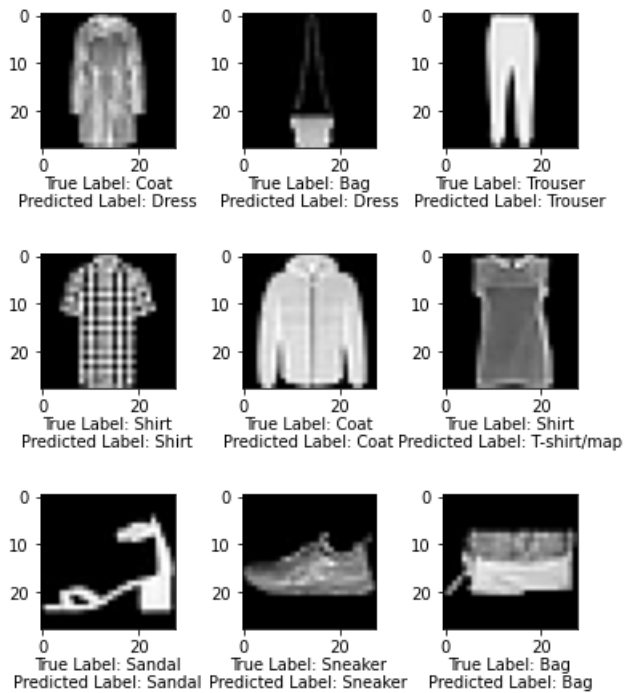 0
10
20
0 20
True Label: Coat
Predicted Label: Dress
0
10
20
0 20
True Label: Bag
Predicted Label: Dress
0
10
20
0 20
True Label: Trouser
Predicted Label: Trouser
0
10
20
0 20
True Label: Shirt
Predicted Label: Shirt
0
10
20
0 20
True Label: Coat
Predicted Label: Coat
0
10
20
0 20
True Label: Shirt
Predicted Label: T-shirt/map
0
10
20
0 20
True Label: Sandal
Predicted Label: Sandal
0
10
20
0 20
True Label: Sneaker
Predicted Label: Sneaker
0
10
20
0 20
True Label: Bag
Predicted Label: Bag